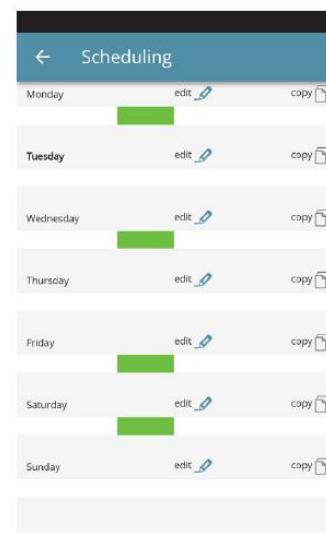 Scheduling
Monday edit copy
Tuesday edit copy
Wednesday edit copy
Thursday edit copy
Friday edit copy
Saturday edit copy
Sunday edit copy